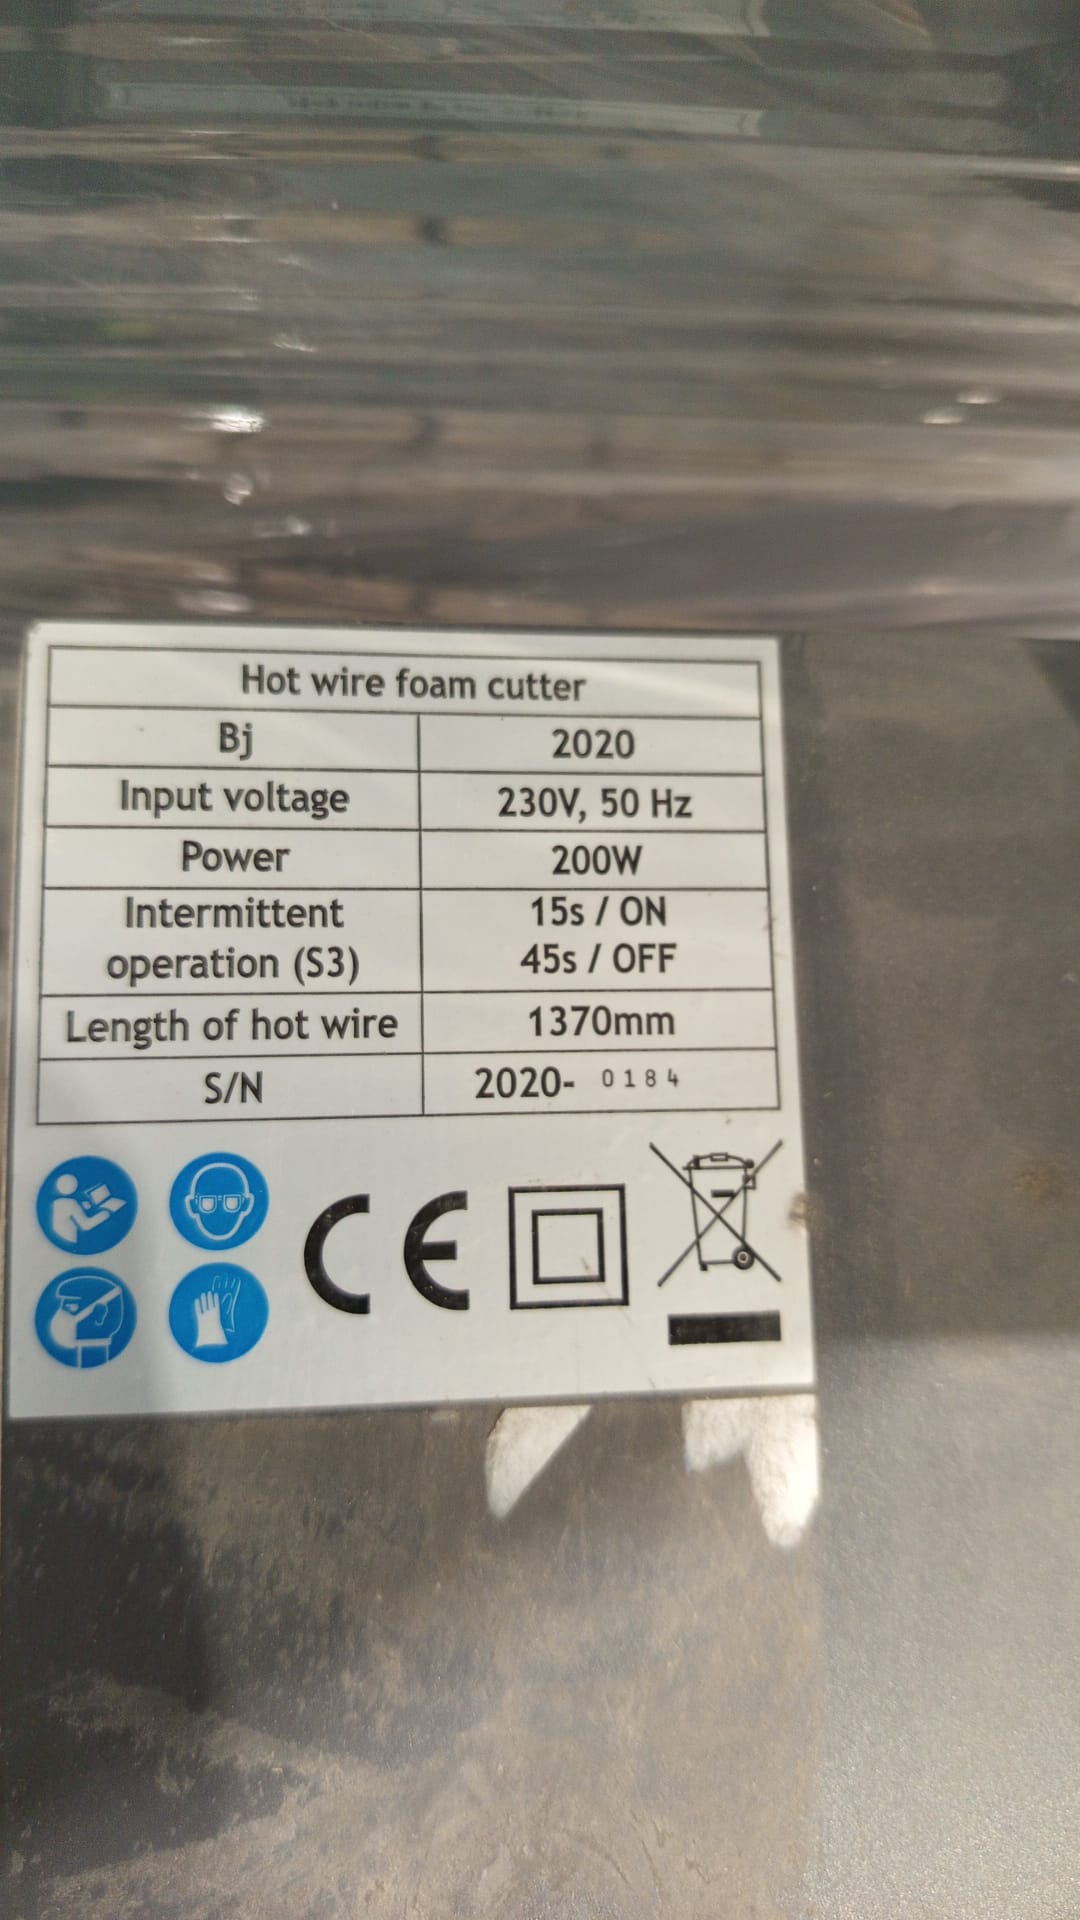 Hot wire foam cutter
Bj 2020
Input voltage 230V, 50 Hz
Power 200W
Intermittent operation (S3) 15s / ON 45s / OFF
Length of hot wire 1370mm
S/N 2020- 0184
CE